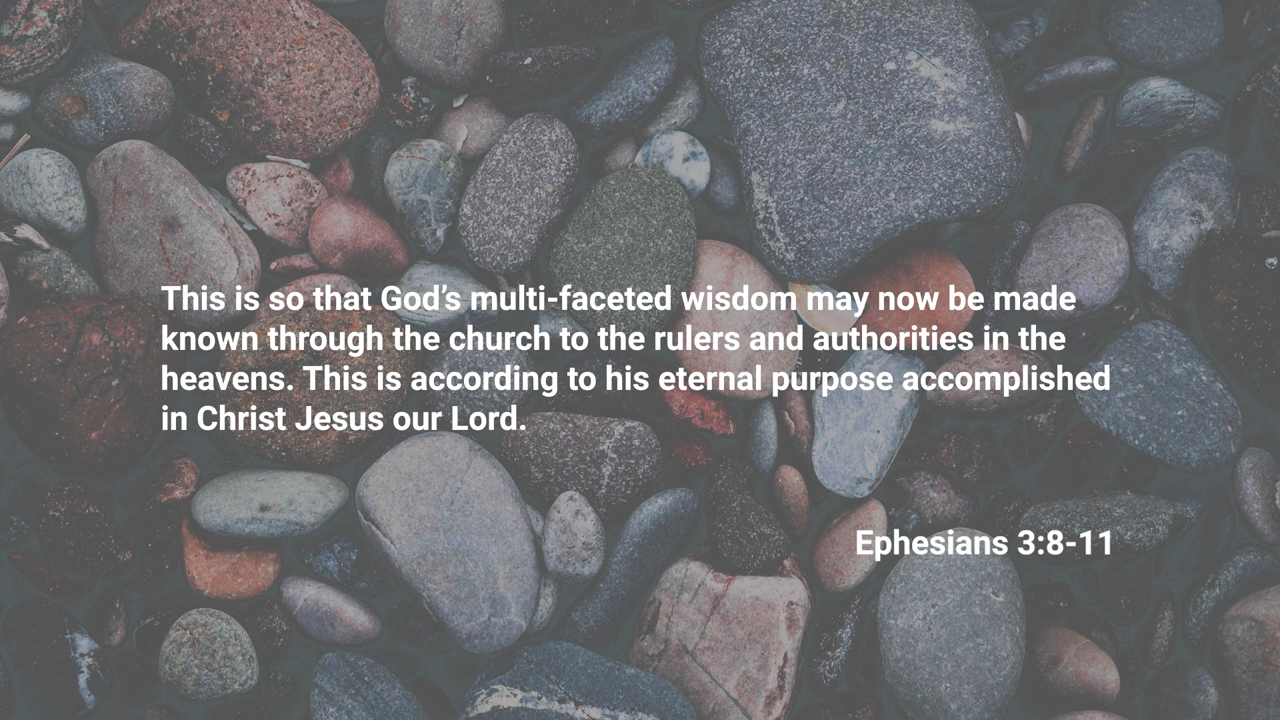 This is so that God’s multi-faceted wisdom may now be made
known through the church to the rulers and authorities in the
heavens. This is according to his eternal purpose accomplished
in Christ Jesus our Lord.
Ephesians 3:8-11